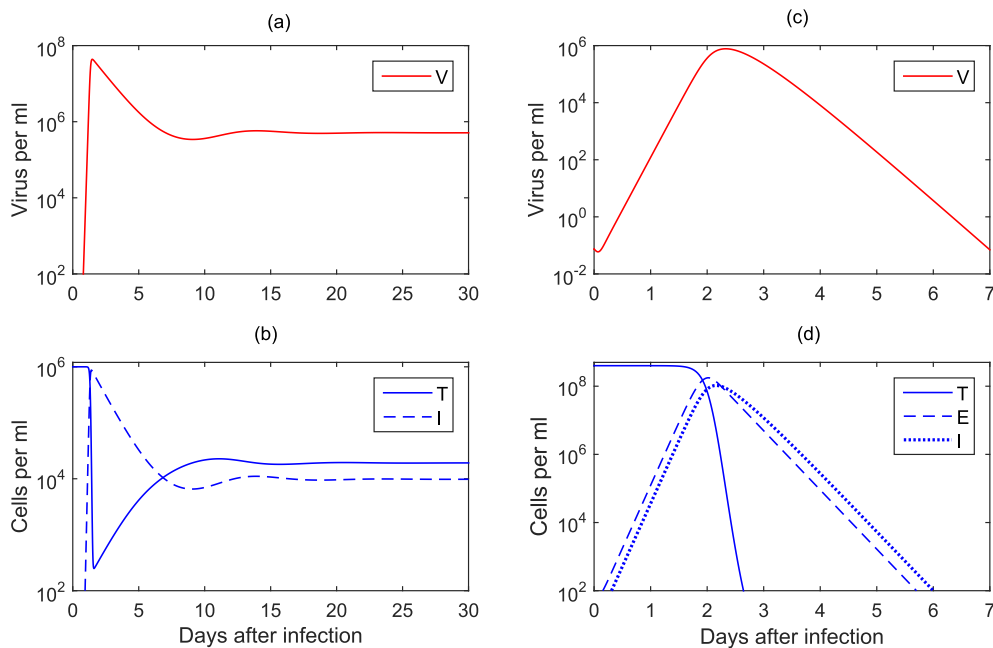 (a)
Virus per ml
10^8
10^6
10^4
10^2
V
0 5 10 15 20 25 30
(c)
Virus per ml
10^6
10^4
10^2
10^0
10^-2
V
0 1 2 3 4 5 6 7
(b)
Cells per ml
10^6
10^4
10^2
T
I
0 5 10 15 20 25 30
Days after infection
(d)
Cells per ml
10^8
10^6
10^4
10^2
T
E
I
0 1 2 3 4 5 6 7
Days after infection